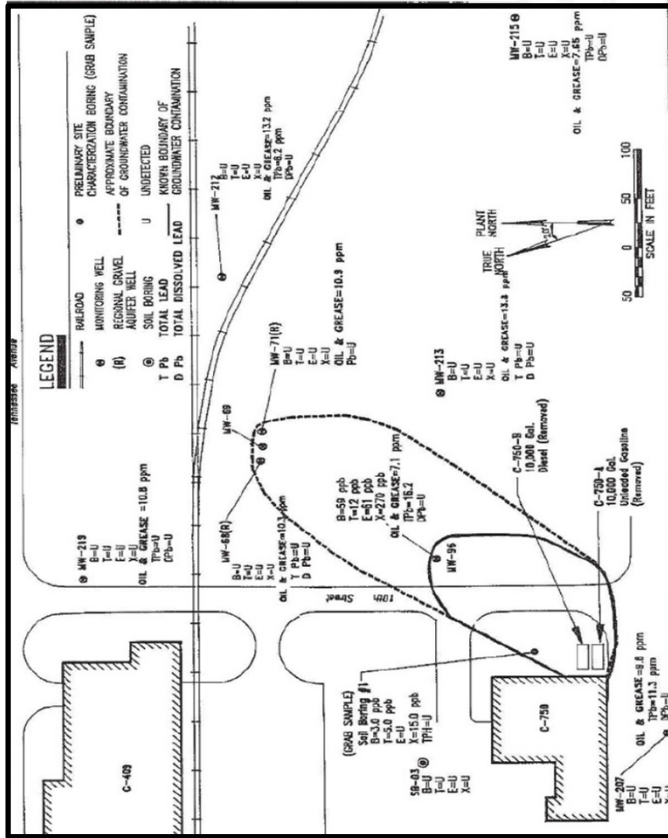 Tennessee Avenue
LEGEND
RAILROAD
MONITORING WELL
(R) REGIONAL GRAVEL
AQUIFER WELL
SOIL BORING
T Pb TOTAL LEAD
D Pb TOTAL DISSOLVED LEAD
PRELIMINARY SITE
CHARACTERIZATION BORING (GRAB SAMPLE)
APPROXIMATE BOUNDARY
OF GROUNDWATER CONTAMINATION
U UNDETECTED
KNOWN BOUNDARY OF
GROUNDWATER CONTAMINATION
C-409
MW-219
B=U
T=U
E=U
X=U
OIL & GREASE =10.8 ppm
TPb=U
DPb=U
MW-212
B=U
T=U
E=U
X=U
OIL & GREASE=13.2 ppm
TPb=8.2 ppm
DPb=U
10th Street
MW-68(R)
B=U
T=U
E=U
X=U
OIL & GREASE=10.3 ppm
T Pb=U
D Pb=U
MW-69
MW-71(R)
B=U
T=U
E=U
X=U
OIL & GREASE=10.9 ppm
Pb=U
(GRAB SAMPLE)
Soil Boring #1
B=3.0 ppb
T=5.0 ppb
E=U
X=15.0 ppb
TPH=U
SB-03
B=U
T=U
E=U
X=U
B=59 ppb
T=12 ppb
E=61 ppb
X=270 ppb
OIL & GREASE=7.1 ppm
TPb=16.2
DPb=U
MW-96
MW-213
B=U
T=U
E=U
X=U
OIL & GREASE=13.8 ppm
T Pb=U
D Pb=U
MW-215
B=U
T=U
E=U
X=U
OIL & GREASE=7.65 ppm
TPb=U
DPb=U
C-750
C-750-B
10,000 Gal.
Diesel (Removed)
C-750-A
10,000 Gal.
Unleaded Gasoline
(Removed)
MW-207
B=U
T=U
E=U
OIL & GREASE=8.8 ppm
TPb=11.3 ppm
DPb=U
PLANT
NORTH
TRUE
NORTH
50 0 50 100
SCALE IN FEET